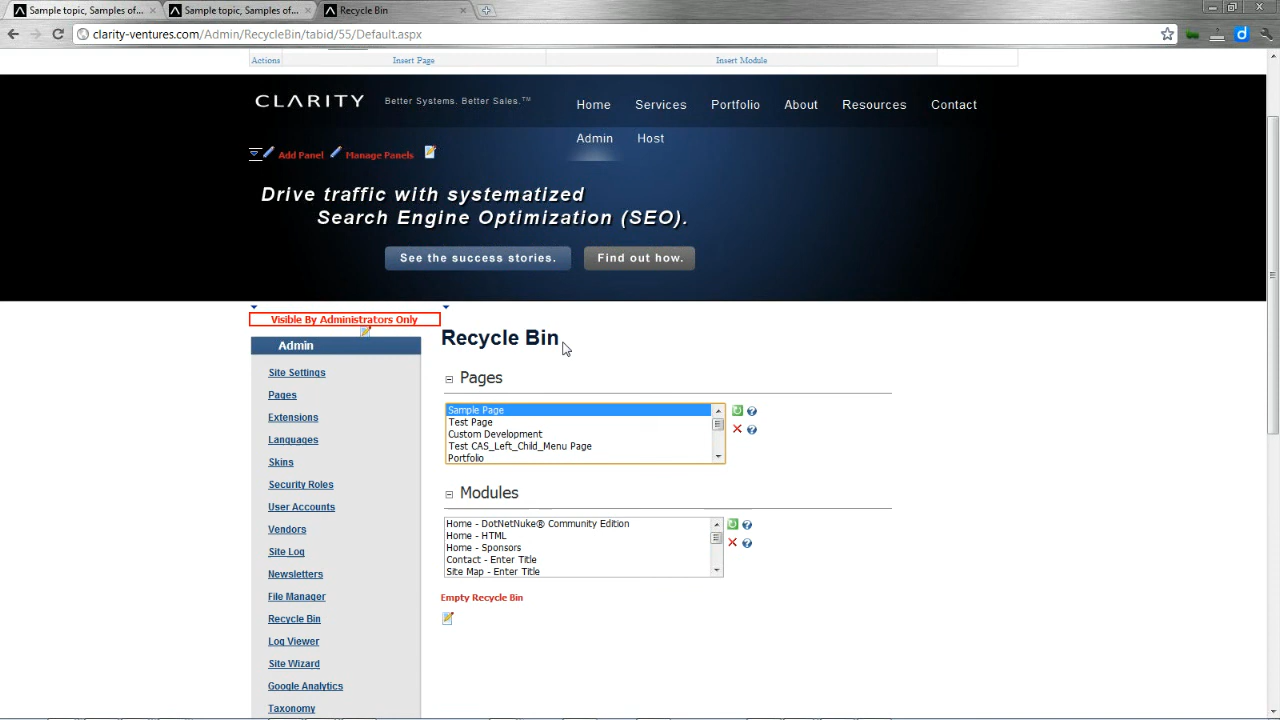 Sample topic, Samples of...
Sample topic, Samples of...
Recycle Bin
clarity-ventures.com/Admin/RecycleBin/tabid/55/Default.aspx
Actions
Insert Page
Insert Module
CLARITY
Better Systems. Better Sales.™
Home
Services
Portfolio
About
Resources
Contact
Admin
Host
Add Panel
Manage Panels
Drive traffic with systematized
Search Engine Optimization (SEO).
See the success stories.
Find out how.
Visible By Administrators Only
Admin
Site Settings
Pages
Extensions
Languages
Skins
Security Roles
User Accounts
Vendors
Site Log
Newsletters
File Manager
Recycle Bin
Log Viewer
Site Wizard
Google Analytics
Taxonomy
Recycle Bin
Pages
Sample Page
Test Page
Custom Development
Test CAS_Left_Child_Menu Page
Portfolio
Modules
Home - DotNetNuke® Community Edition
Home - HTML
Home - Sponsors
Contact - Enter Title
Site Map - Enter Title
Empty Recycle Bin